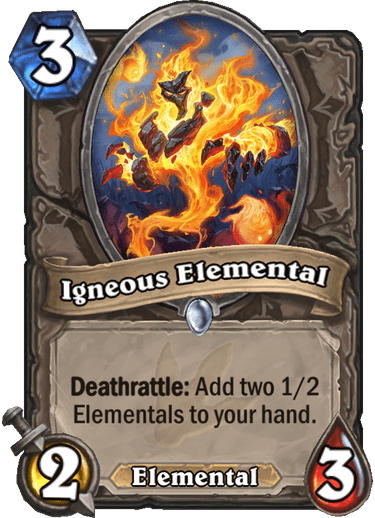 3
Igneous Elemental
Deathrattle: Add two 1/2
Elementals to your hand.
2
Elemental
3